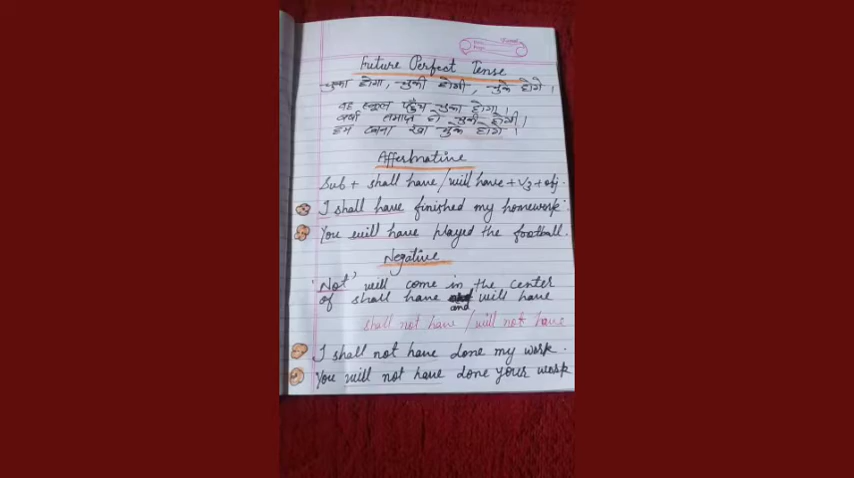 Future Perfect Tense
चुका होगा, चुकी होगी, चुके होंगे ।
वह स्कूल पहुँच चुका होगा ।
वर्षा समाप्त हो चुकी होगी ।
हम खाना खा चुके होंगे ।
Affermative
Sub + shall have / will have + V3 + obj.
I shall have finished my homework.
You will have played the football.
Negative
'Not' will come in the center
of shall have and will have
shall not have / will not have
I shall not have done my work.
You will not have done your work